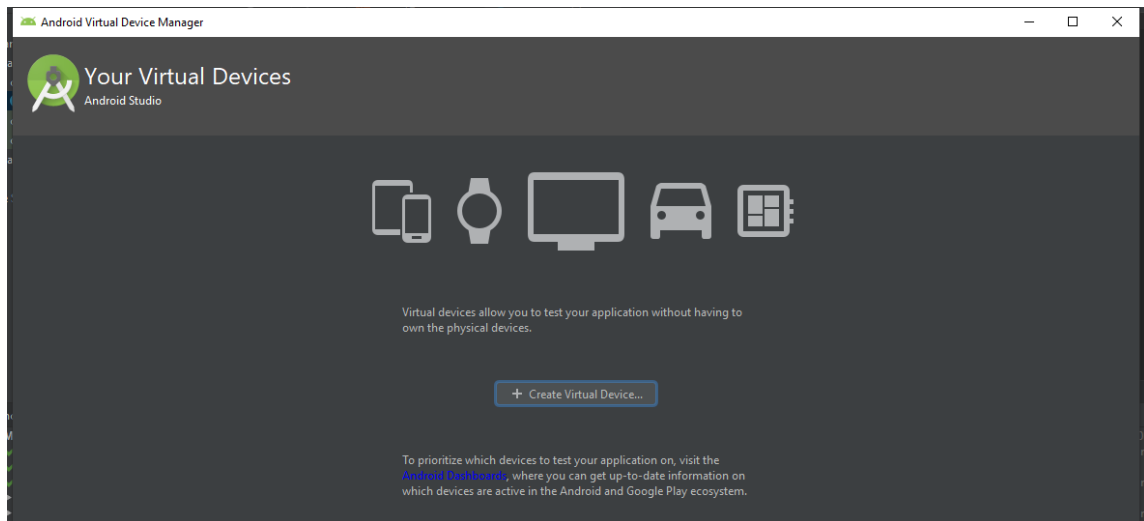 Android Virtual Device Manager
Your Virtual Devices
Android Studio
Virtual devices allow you to test your application without having to
own the physical devices.
+ Create Virtual Device...
To prioritize which devices to test your application on, visit the
Android Dashboards, where you can get up-to-date information on
which devices are active in the Android and Google Play ecosystem.